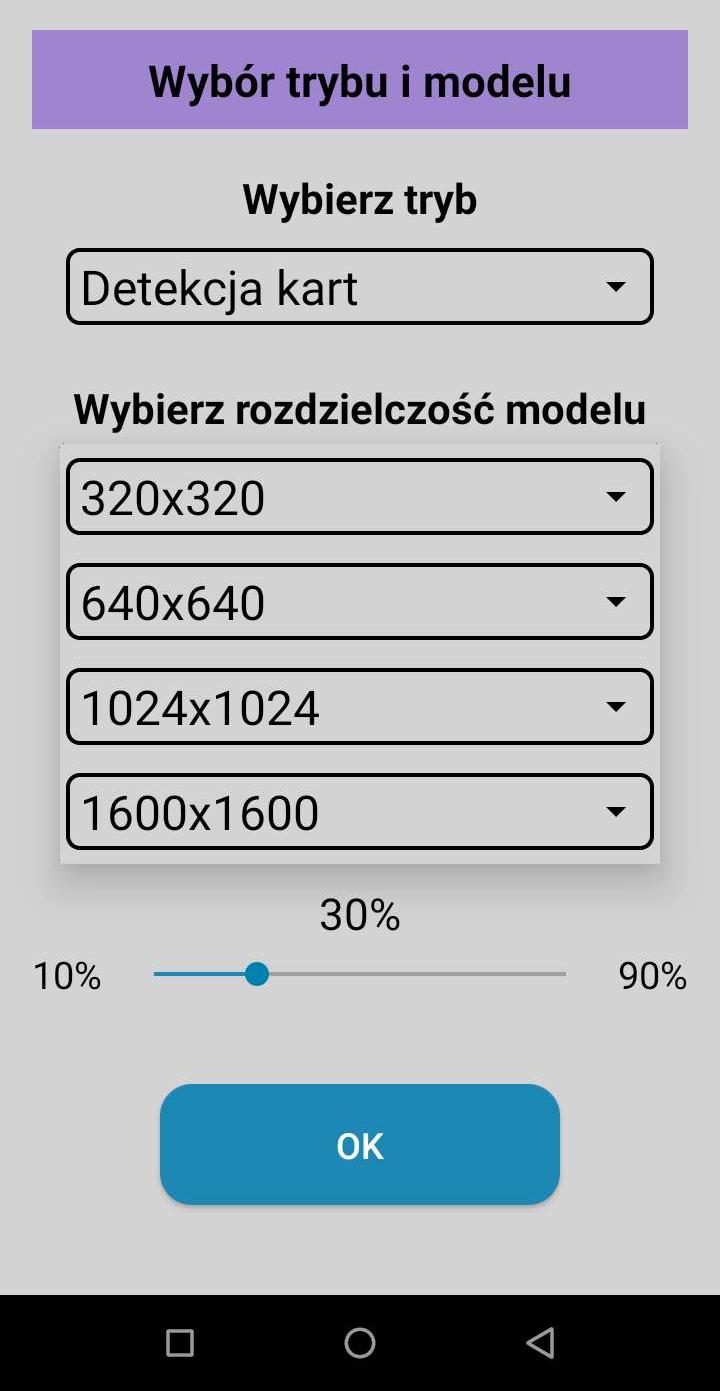 Wybór trybu i modelu
Wybierz tryb
Detekcja kart
Wybierz rozdzielczość modelu
320x320
640x640
1024x1024
1600x1600
30%
10% 90%
OK